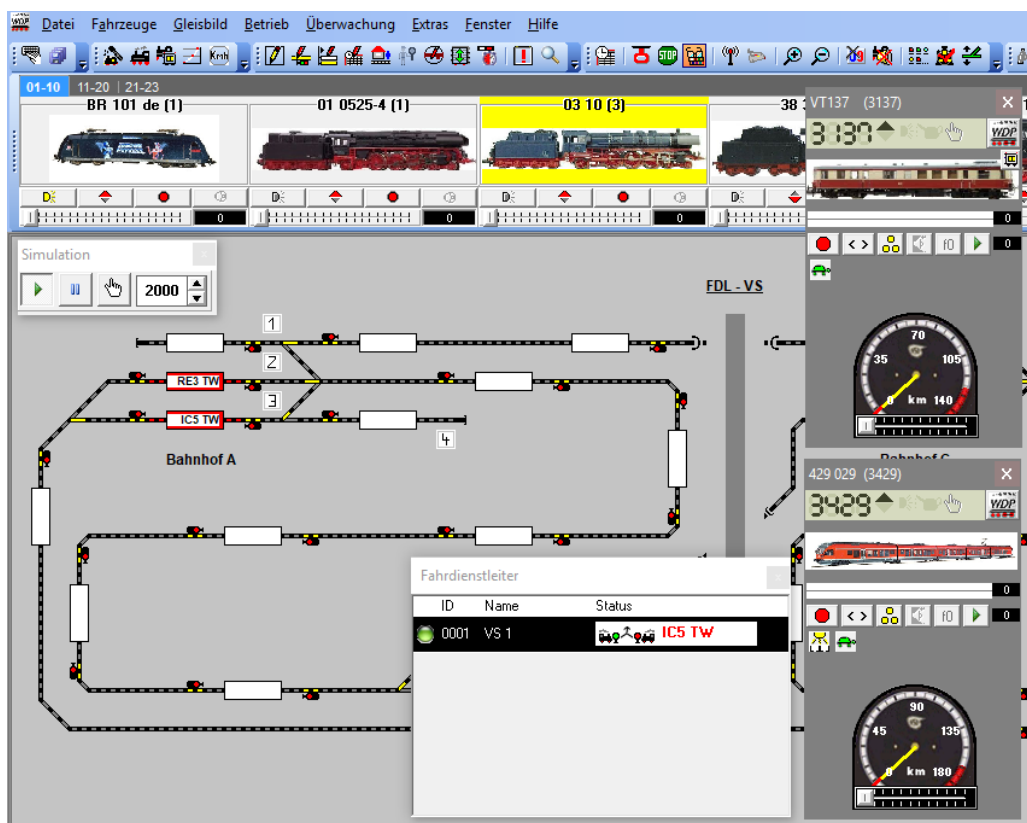 Datei Fahrzeuge Gleisbild Betrieb Überwachung Extras Fenster Hilfe
Kmh STOP
01-10 11-20 21-23
BR 101 de (1) 01 0525-4 (1) 03 10 (3) 38
0 0 0
VT137 (3137) X
3137 WDP
0
f0 0
35 70 105
0 km 140
Simulation x
2000
FDL - VS
1
2
RE3 TW
3
IC5 TW
4
Bahnhof A
429 029 (3429) X
3429 WDP
0
f0 0
45 90 135
0 km 180
Fahrdienstleiter x
ID Name Status
0001 VS 1 IC5 TW